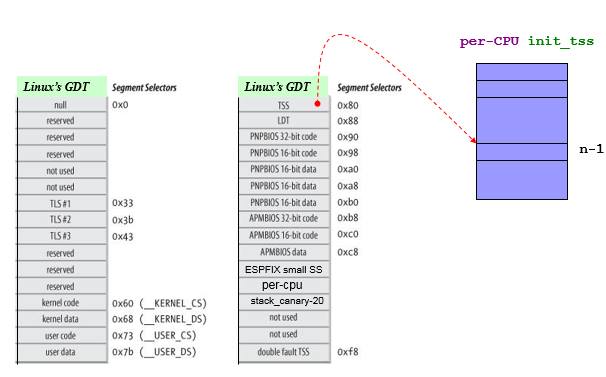 per-CPU init_tss
n-1
Linux's GDT Segment Selectors
null 0x0
reserved
reserved
reserved
not used
not used
TLS #1 0x33
TLS #2 0x3b
TLS #3 0x43
reserved
reserved
reserved
kernel code 0x60 (__KERNEL_CS)
kernel data 0x68 (__KERNEL_DS)
user code 0x73 (__USER_CS)
user data 0x7b (__USER_DS)
Linux's GDT Segment Selectors
TSS 0x80
LDT 0x88
PNPBIOS 32-bit code 0x90
PNPBIOS 16-bit code 0x98
PNPBIOS 16-bit data 0xa0
PNPBIOS 16-bit data 0xa8
PNPBIOS 16-bit data 0xb0
APMBIOS 32-bit code 0xb8
APMBIOS 16-bit code 0xc0
APMBIOS data 0xc8
ESPFIX small SS
per-cpu
stack_canary-20
not used
not used
double fault TSS 0xf8